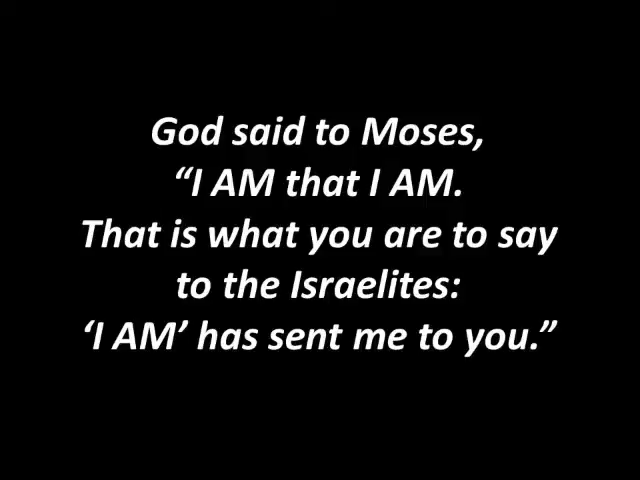 God said to Moses,
“I AM that I AM.
That is what you are to say
to the Israelites:
‘I AM’ has sent me to you.”